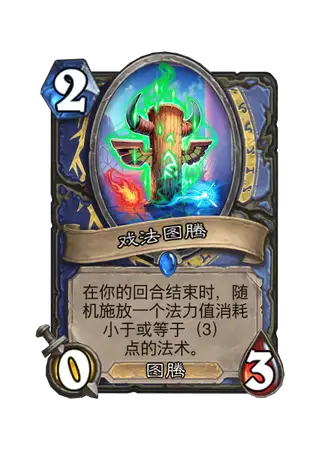 2
戏法图腾
在你的回合结束时，随
机施放一个法力值消耗
小于或等于（3）
点的法术。
0
3
图腾